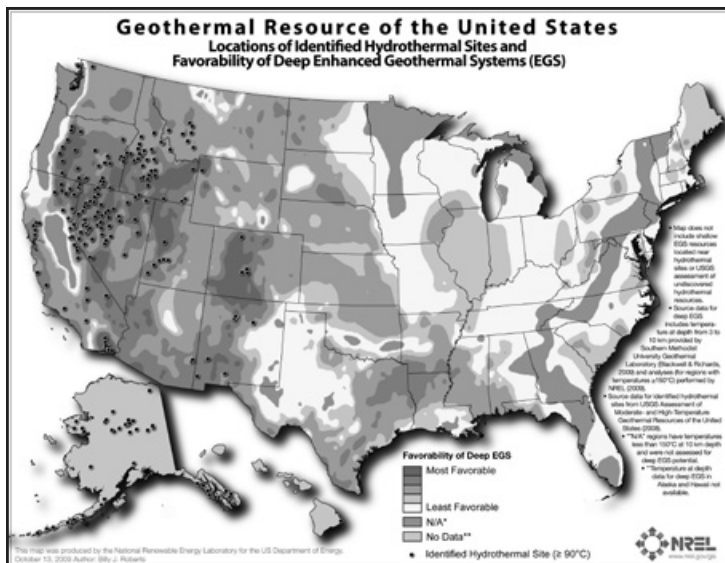 Geothermal Resource of the United States
Locations of Identified Hydrothermal Sites and
Favorability of Deep Enhanced Geothermal Systems (EGS)
• Map does not
include shallow
EGS resources
located near
hydrothermal
sites or USGS
assessment of
undiscovered
hydrothermal
resources.
• Source data for
deep EGS
includes tempera-
ture at depth from 3 to
10 km provided by
Southern Methodist
University Geothermal
Laboratory (Blackwell & Richards,
2009) and analyses (for regions with
temperatures ≥150°C) performed by
NREL (2009).
• Source data for identified hydrothermal
sites from USGS Assessment of
Moderate- and High-Temperature
Geothermal Resources of the United
States (2008).
• *"N/A" regions have temperatures
less than 150°C at 10 km depth
and were not assessed for
deep EGS potential.
• **Temperature at depth
data for deep EGS in
Alaska and Hawaii not
available.
Favorability of Deep EGS
Most Favorable
Least Favorable
N/A*
No Data**
Identified Hydrothermal Site (≥ 90°C)
This map was produced by the National Renewable Energy Laboratory for the US Department of Energy.
October 13, 2009 Author: Billy J. Roberts
NREL
www.nrel.gov/gis